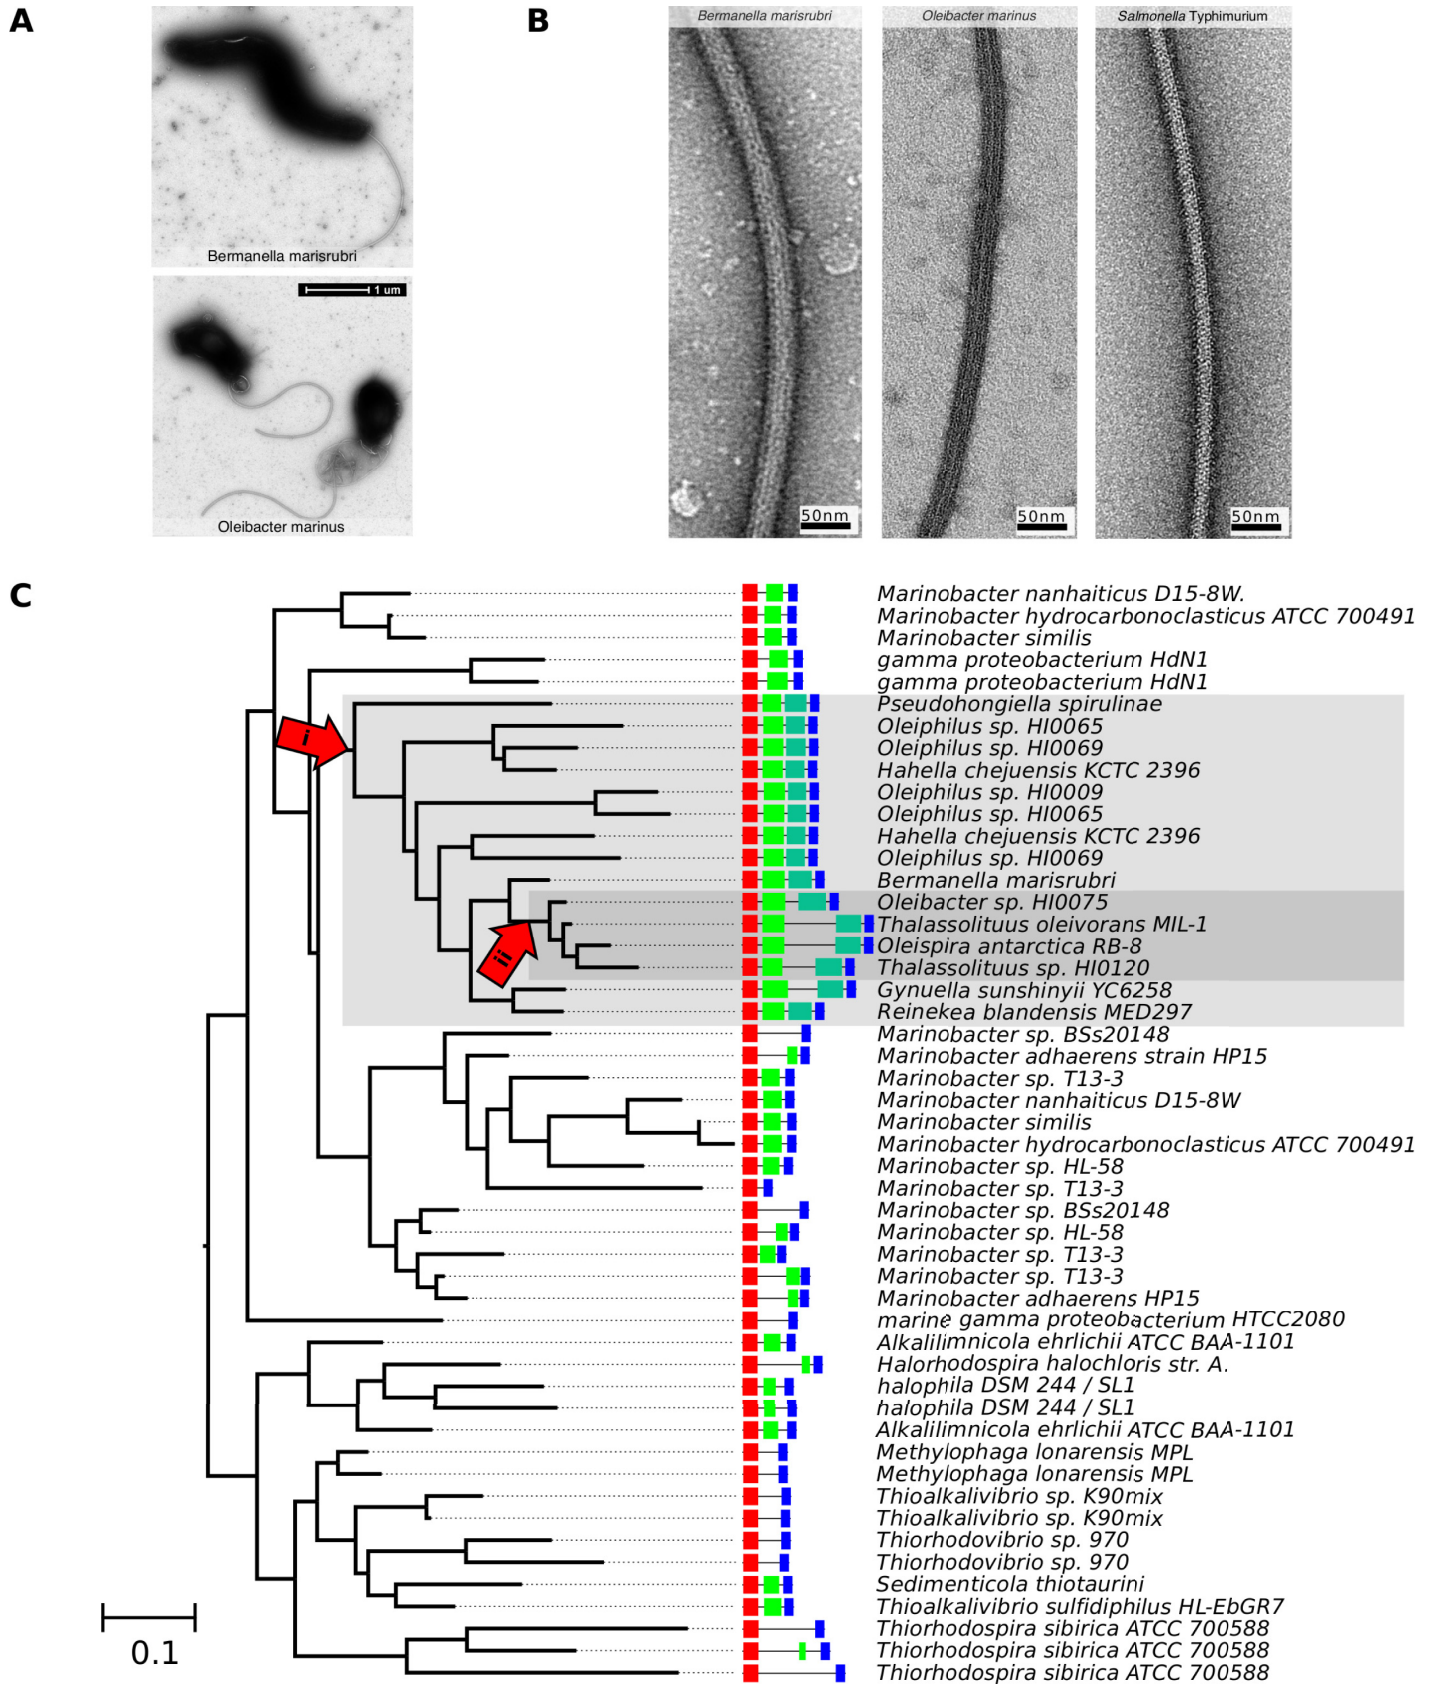 A
B
Bermanella marisrubri
1 um
Oleibacter marinus
Bermanella marisrubri
Oleibacter marinus
Salmonella Typhimurium
50nm
50nm
50nm
C
Marinobacter nanhaiticus D15-8W.
Marinobacter hydrocarbonoclasticus ATCC 700491
Marinobacter similis
gamma proteobacterium HdN1
gamma proteobacterium HdN1
Pseudohongiella spirulinae
Oleiphilus sp. HI0065
i
Oleiphilus sp. HI0069
Hahella chejuensis KCTC 2396
Oleiphilus sp. HI0009
Oleiphilus sp. HI0065
Hahella chejuensis KCTC 2396
Oleiphilus sp. HI0069
Bermanella marisrubri
Oleibacter sp. HI0075
Thalassolituus oleivorans MIL-1
Oleispira antarctica RB-8
ii
Thalassolituus sp. HI0120
Gynuella sunshinyii YC6258
Reinekea blandensis MED297
Marinobacter sp. BSs20148
Marinobacter adhaerens strain HP15
Marinobacter sp. T13-3
Marinobacter nanhaiticus D15-8W
Marinobacter similis
Marinobacter hydrocarbonoclasticus ATCC 700491
Marinobacter sp. HL-58
Marinobacter sp. T13-3
Marinobacter sp. BSs20148
Marinobacter sp. HL-58
Marinobacter sp. T13-3
Marinobacter sp. T13-3
Marinobacter adhaerens HP15
marine gamma proteobacterium HTCC2080
Alkalilimnicola ehrlichii ATCC BAA-1101
Halorhodospira halochloris str. A.
halophila DSM 244 / SL1
halophila DSM 244 / SL1
Alkalilimnicola ehrlichii ATCC BAA-1101
Methylophaga lonarensis MPL
Methylophaga lonarensis MPL
Thioalkalivibrio sp. K90mix
Thioalkalivibrio sp. K90mix
Thiorhodovibrio sp. 970
Thiorhodovibrio sp. 970
Sedimenticola thiotaurini
Thioalkalivibrio sulfidiphilus HL-EbGR7
Thiorhodospira sibirica ATCC 700588
Thiorhodospira sibirica ATCC 700588
Thiorhodospira sibirica ATCC 700588
0.1